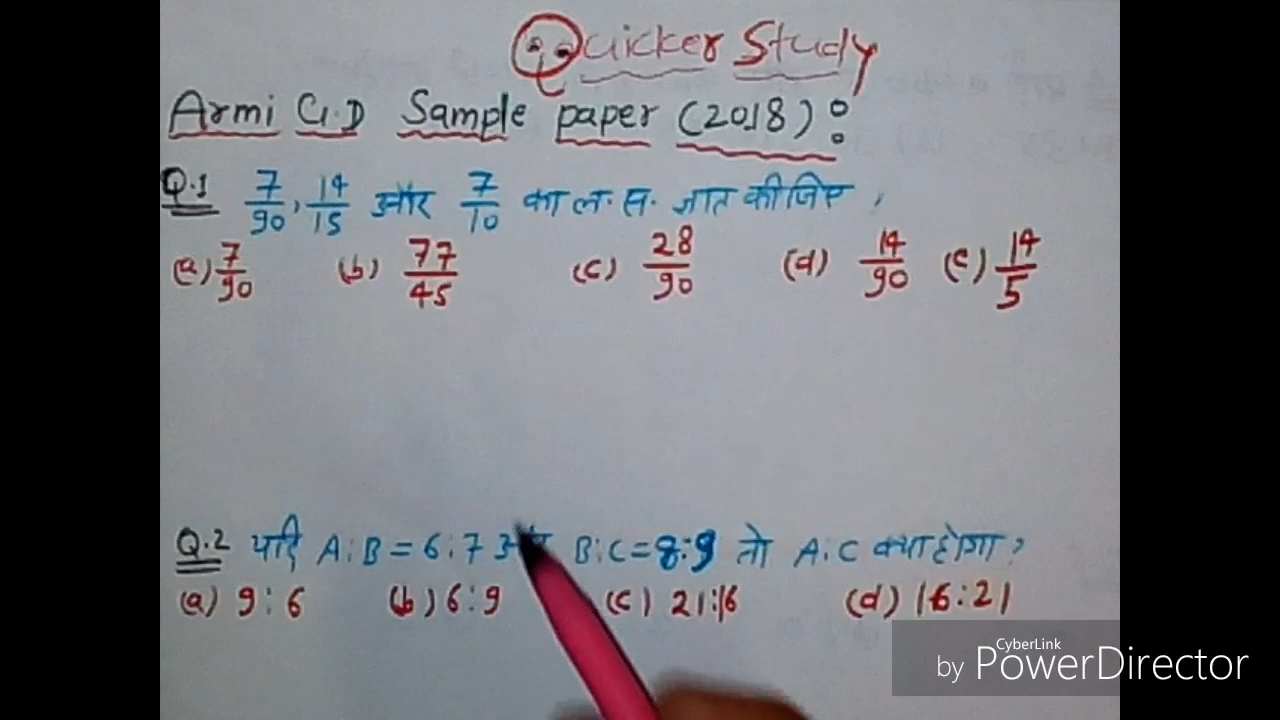 Quicker Study
Armi G.D Sample paper (2018) :
Q.1 7/90, 14/15 और 7/10 का ल. स. ज्ञात कीजिए,
(a) 7/90 (b) 77/45 (c) 28/90 (d) 14/90 (e) 14/5
Q.2 यदि A:B = 6:7 B:C = 8:9 तो A:C क्या होगा?
(a) 9:6 (b) 6:9 (c) 21:16 (d) 16:21
CyberLink
by PowerDirector